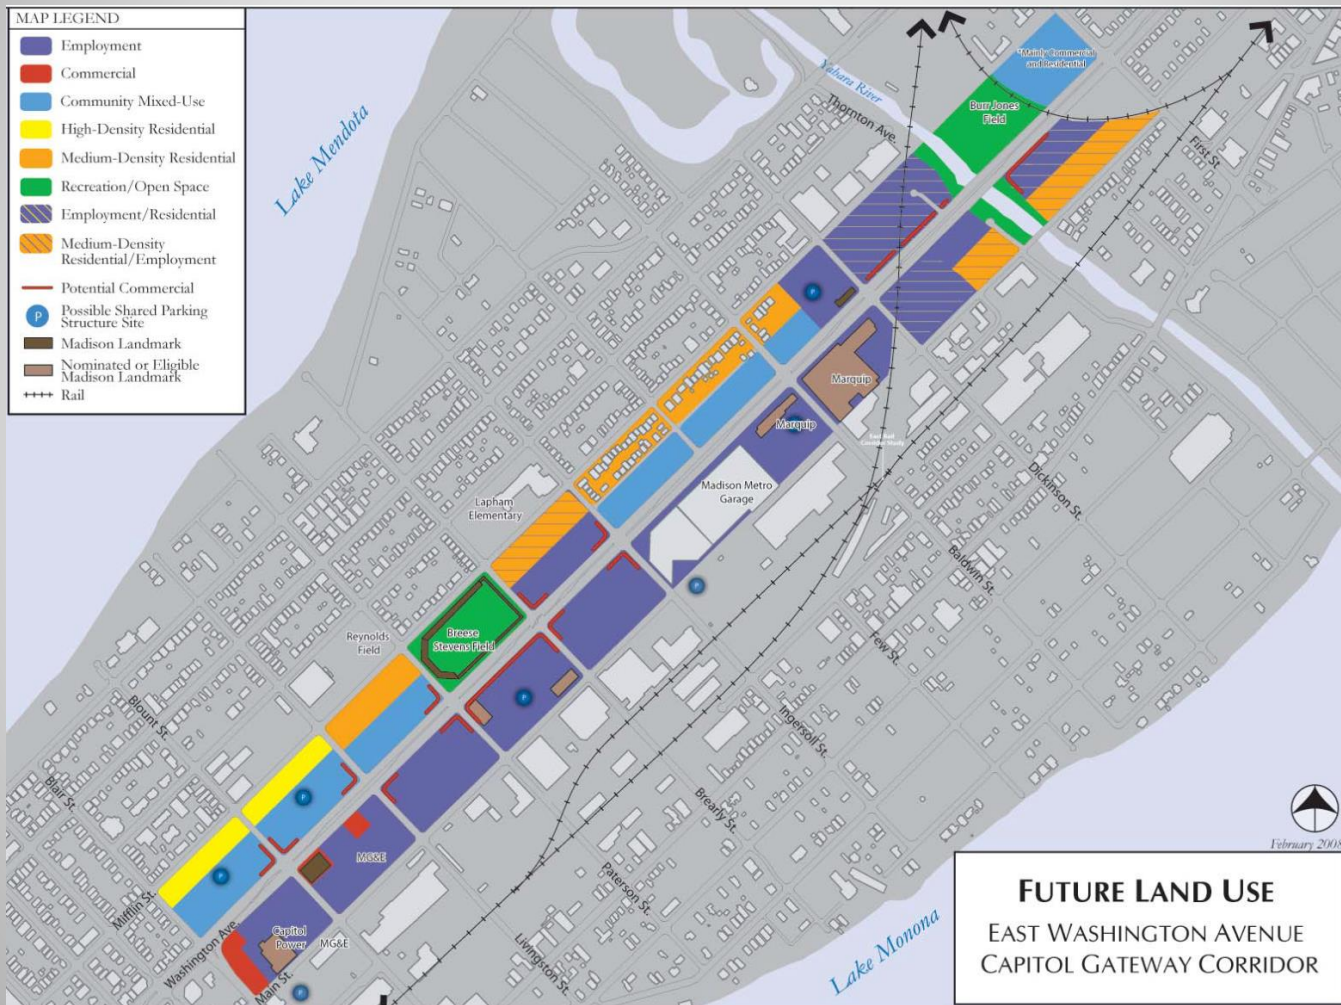 MAP LEGEND
Employment
Commercial
Community Mixed-Use
High-Density Residential
Medium-Density Residential
Recreation/Open Space
Employment/Residential
Medium-Density
Residential/Employment
Potential Commercial
P
Possible Shared Parking
Structure Site
Madison Landmark
Nominated or Eligible
Madison Landmark
Rail
Lake Mendota
Yahara River
Thornton Ave.
*Mainly Commercial
and Residential
Burr Jones
Field
First St.
P
Marquip
Marquip
East Rail
Corridor Study
Madison Metro
Garage
Dickinson St.
Lapham
Elementary
Baldwin St.
P
Breese
Stevens Field
Reynolds
Field
Few St.
P
Ingersoll St.
Blount St.
Blair St.
P
Brearly St.
MG&E
P
Paterson St.
Mifflin St.
Washington Ave.
Capitol
Power
MG&E
Livingston St.
Main St.
P
Lake Monona
February 2008
FUTURE LAND USE
EAST WASHINGTON AVENUE
CAPITOL GATEWAY CORRIDOR